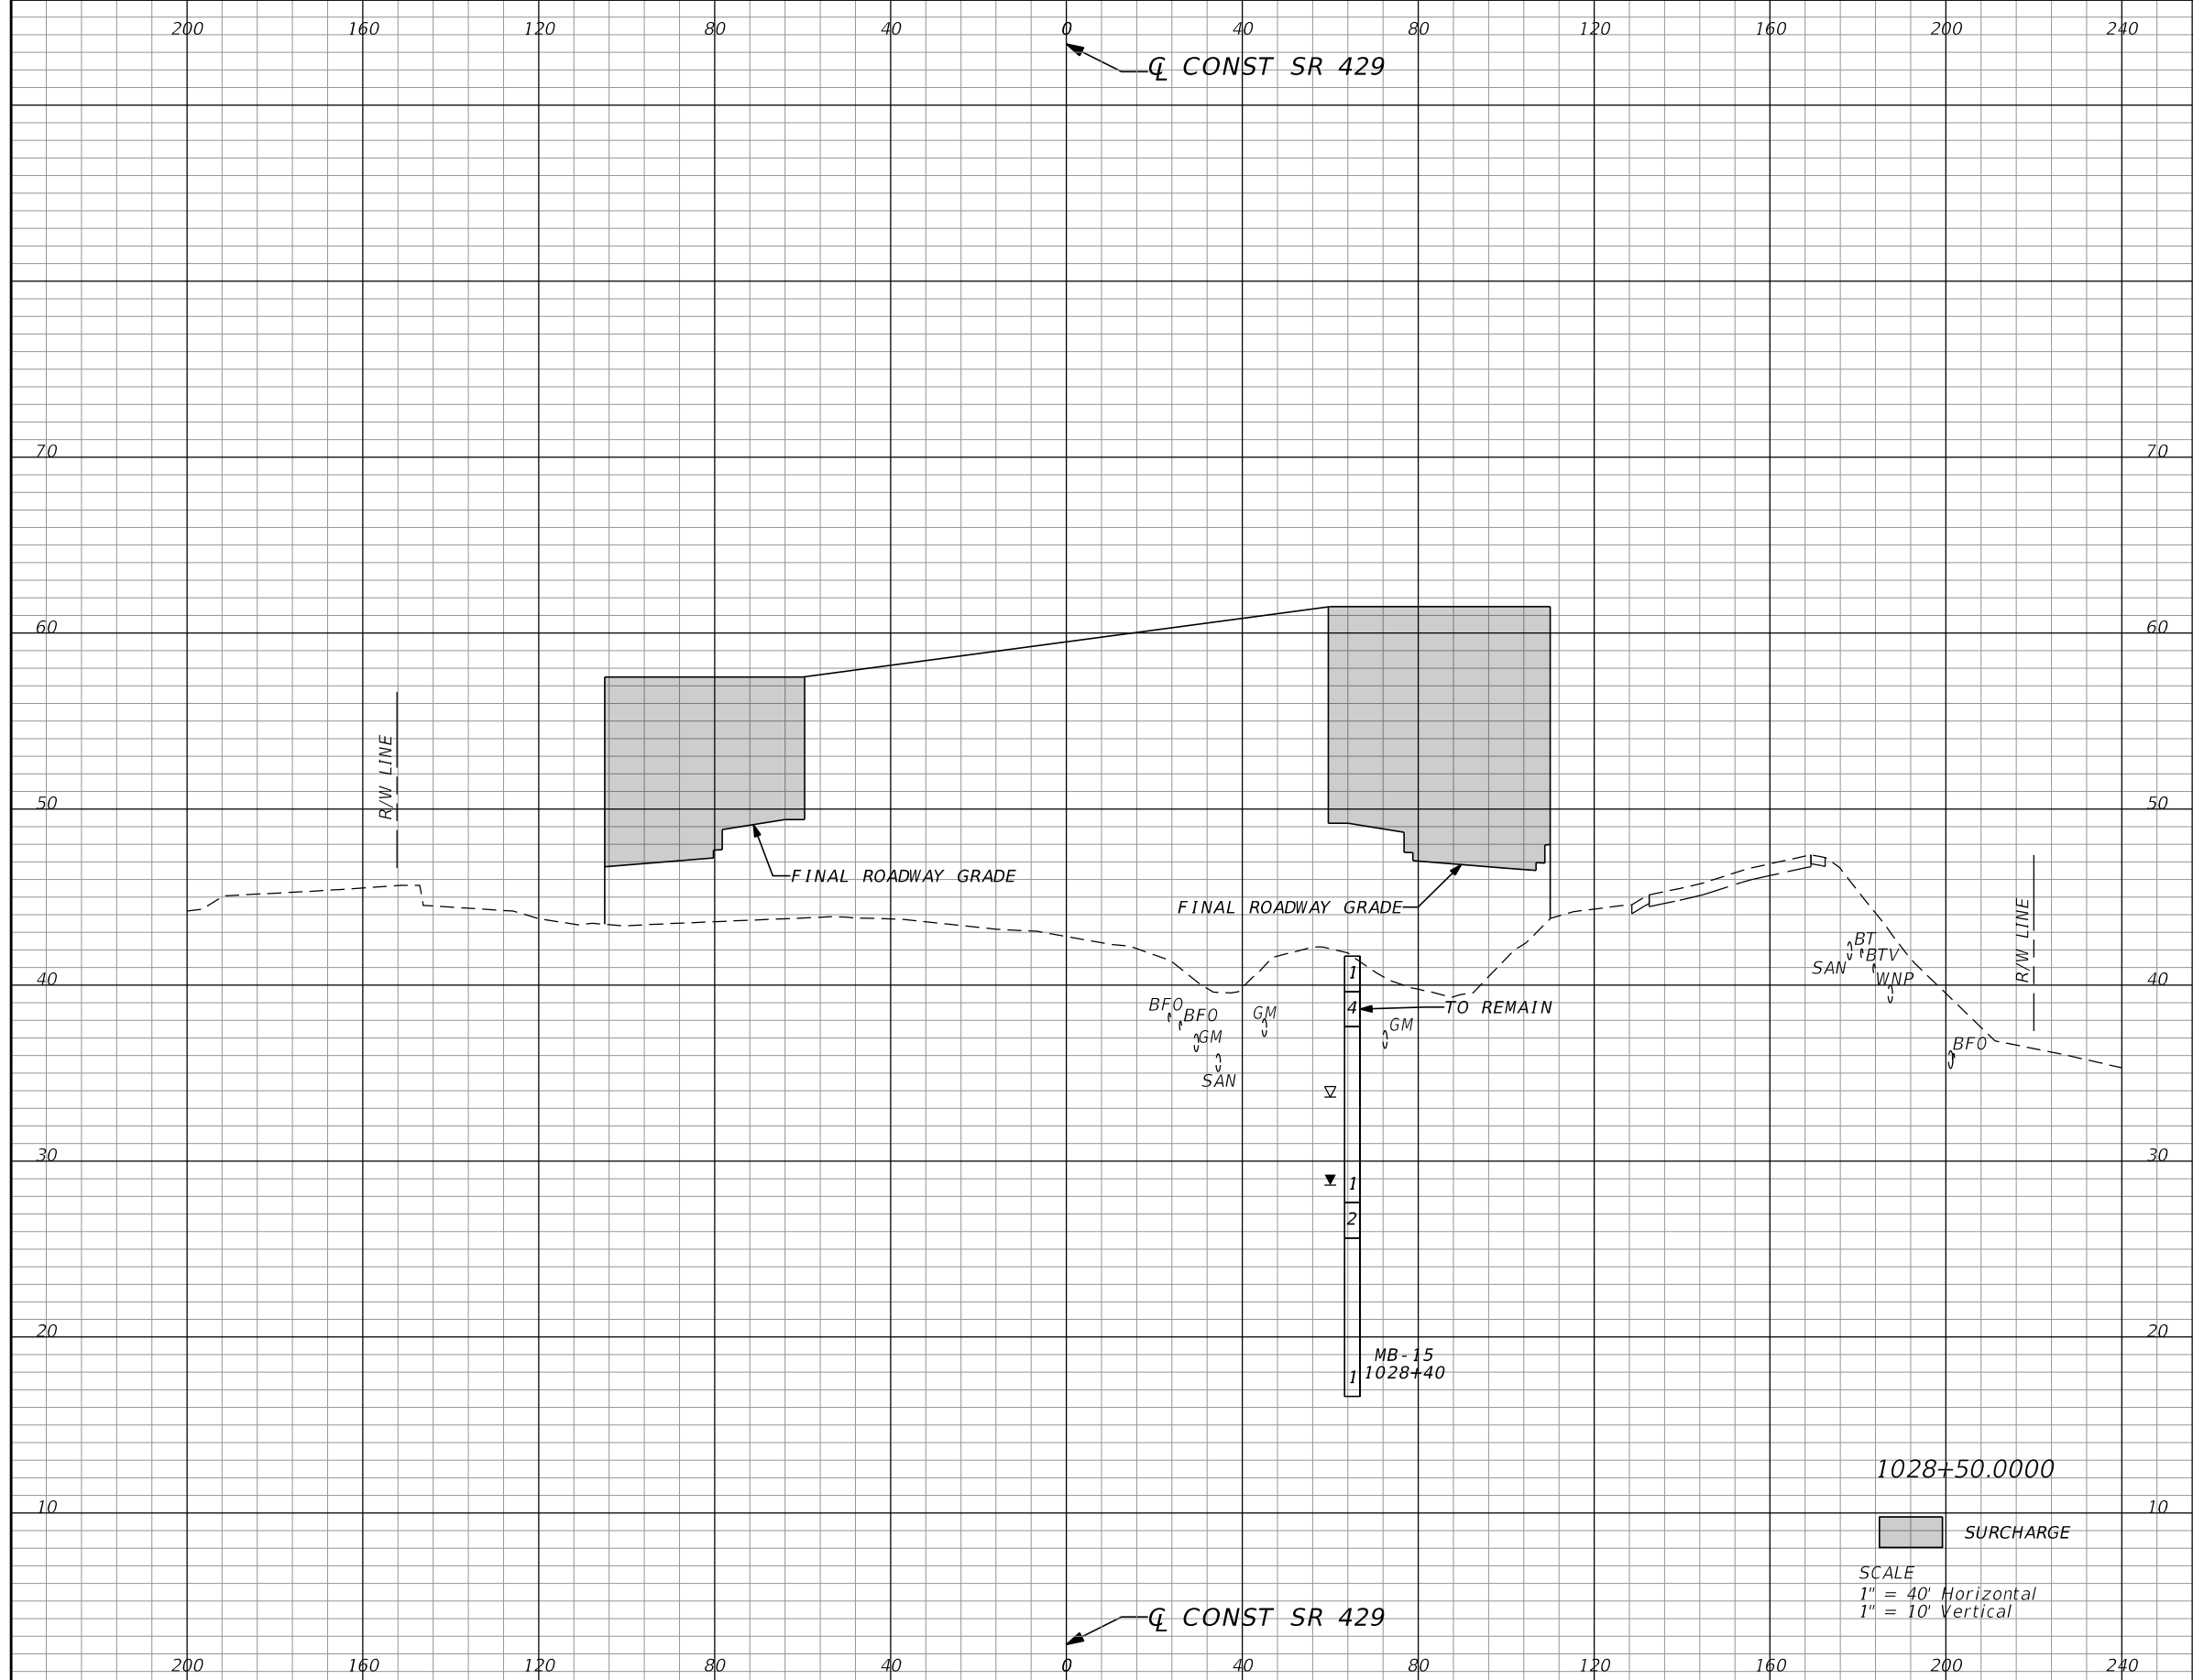 200 160 120 80 40 0 40 80 120 160 200 240
℄ CONST SR 429
70 70
60 60
R/W LINE
50 50
FINAL ROADWAY GRADE
FINAL ROADWAY GRADE
R/W LINE
BT
BTV
SAN
WNP
40 40
1
BFO
BFO
GM
GM
4
TO REMAIN
GM
SAN
BFO
30 30
1
2
20 20
MB-15
1028+40
1
1028+50.0000
10 10
SURCHARGE
SCALE
1" = 40' Horizontal
1" = 10' Vertical
℄ CONST SR 429
200 160 120 80 40 0 40 80 120 160 200 240